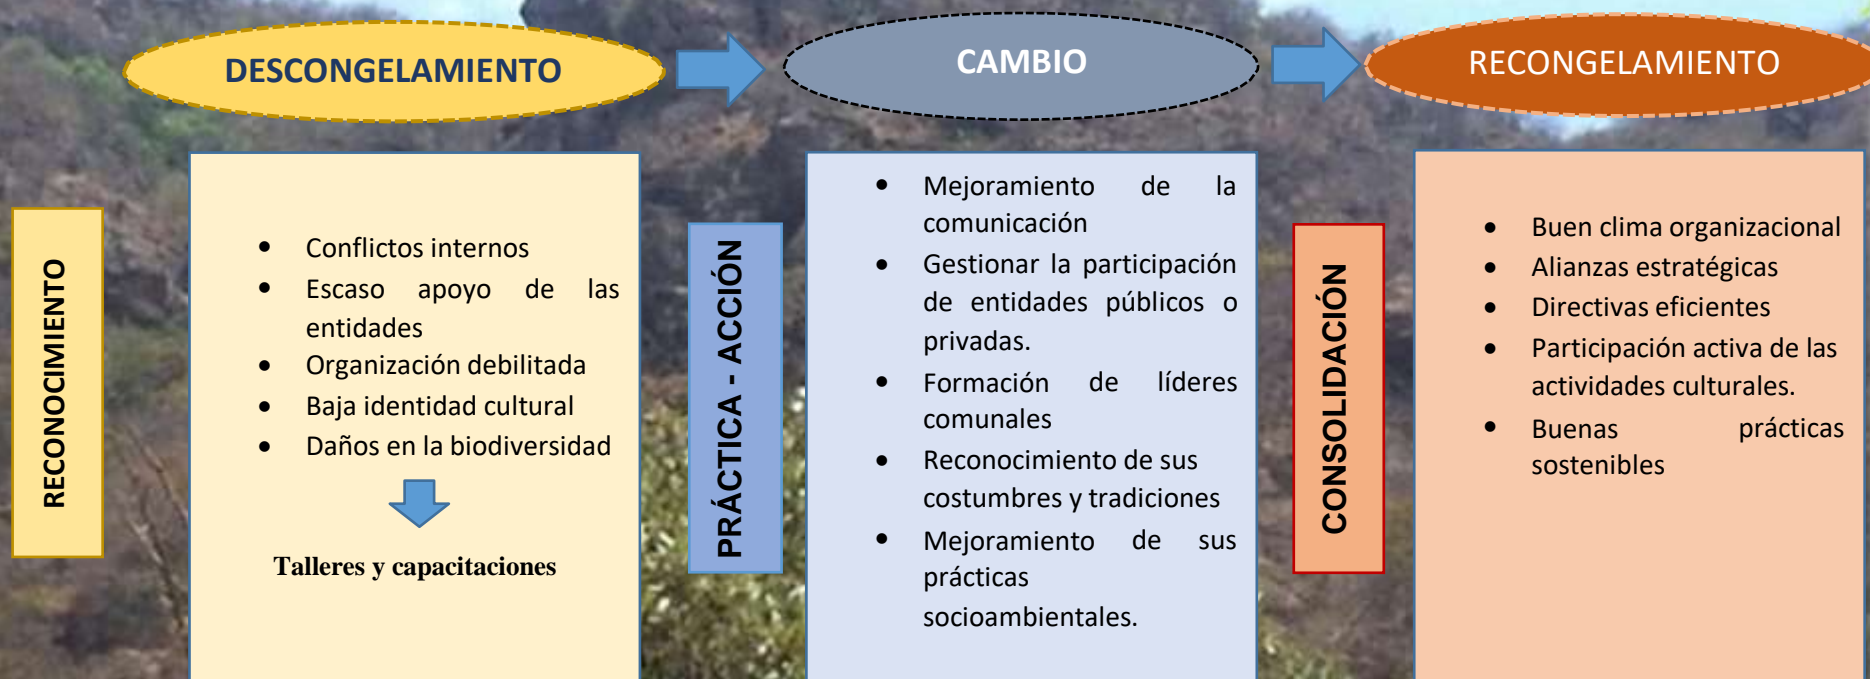 DESCONGELAMIENTO
CAMBIO
RECONGELAMIENTO
RECONOCIMIENTO
• Conflictos internos
• Escaso apoyo de las
entidades
• Organización debilitada
• Baja identidad cultural
• Daños en la biodiversidad
Talleres y capacitaciones
PRÁCTICA - ACCIÓN
• Mejoramiento de la
comunicación
• Gestionar la participación
de entidades públicos o
privadas.
• Formación de líderes
comunales
• Reconocimiento de sus
costumbres y tradiciones
• Mejoramiento de sus
prácticas
socioambientales.
CONSOLIDACIÓN
• Buen clima organizacional
• Alianzas estratégicas
• Directivas eficientes
• Participación activa de las
actividades culturales.
• Buenas prácticas
sostenibles